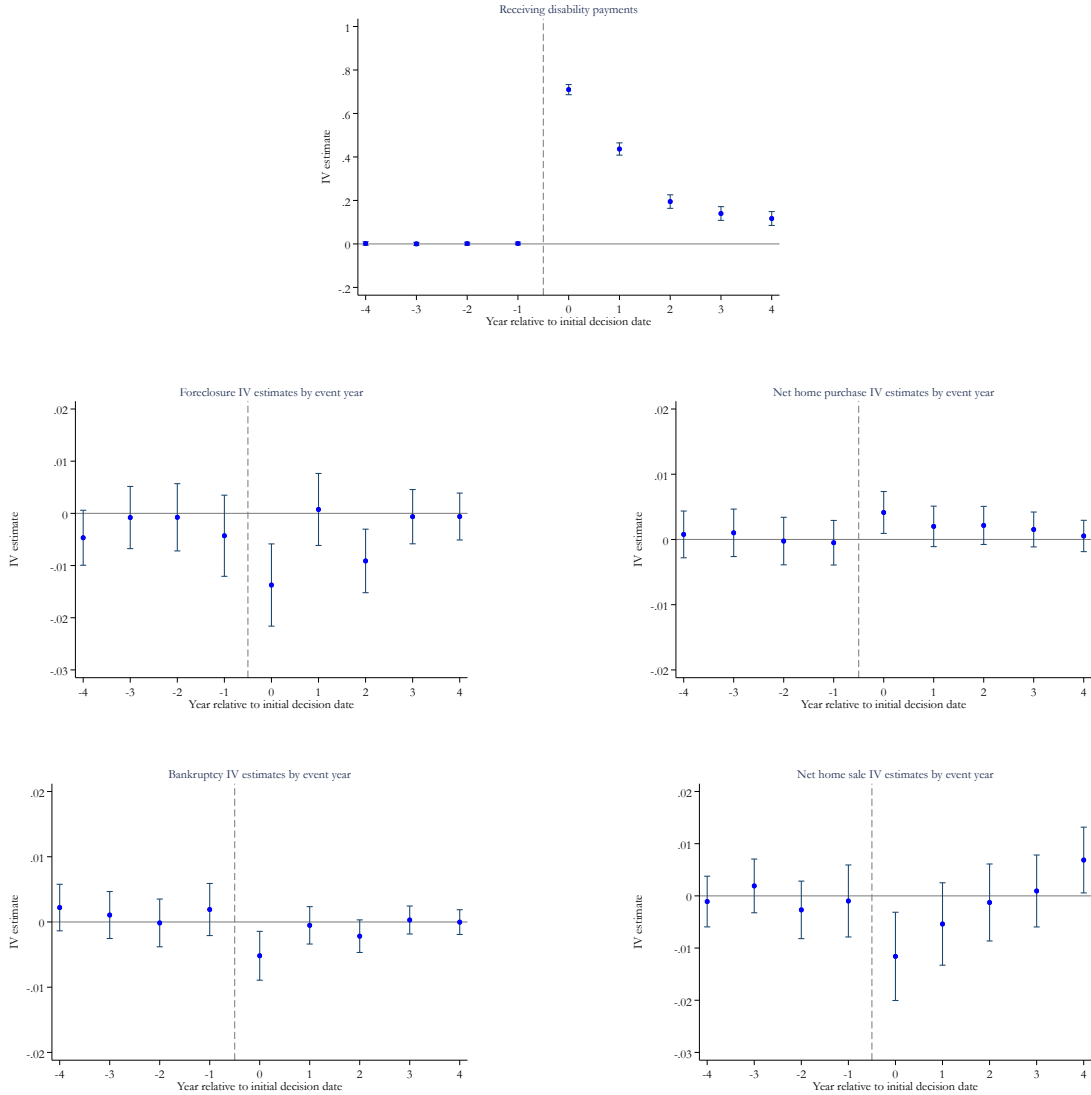 Receiving disability payments
1
.8
.6
.4
.2
0
-.2
IV estimate
-4 -3 -2 -1 0 1 2 3 4
Year relative to initial decision date
Foreclosure IV estimates by event year
.02
.01
0
-.01
-.02
-.03
IV estimate
-4 -3 -2 -1 0 1 2 3 4
Year relative to initial decision date
Net home purchase IV estimates by event year
.02
.01
0
-.01
-.02
IV estimate
-4 -3 -2 -1 0 1 2 3 4
Year relative to initial decision date
Bankruptcy IV estimates by event year
.02
.01
0
-.01
-.02
IV estimate
-4 -3 -2 -1 0 1 2 3 4
Year relative to initial decision date
Net home sale IV estimates by event year
.02
.01
0
-.01
-.02
-.03
IV estimate
-4 -3 -2 -1 0 1 2 3 4
Year relative to initial decision date